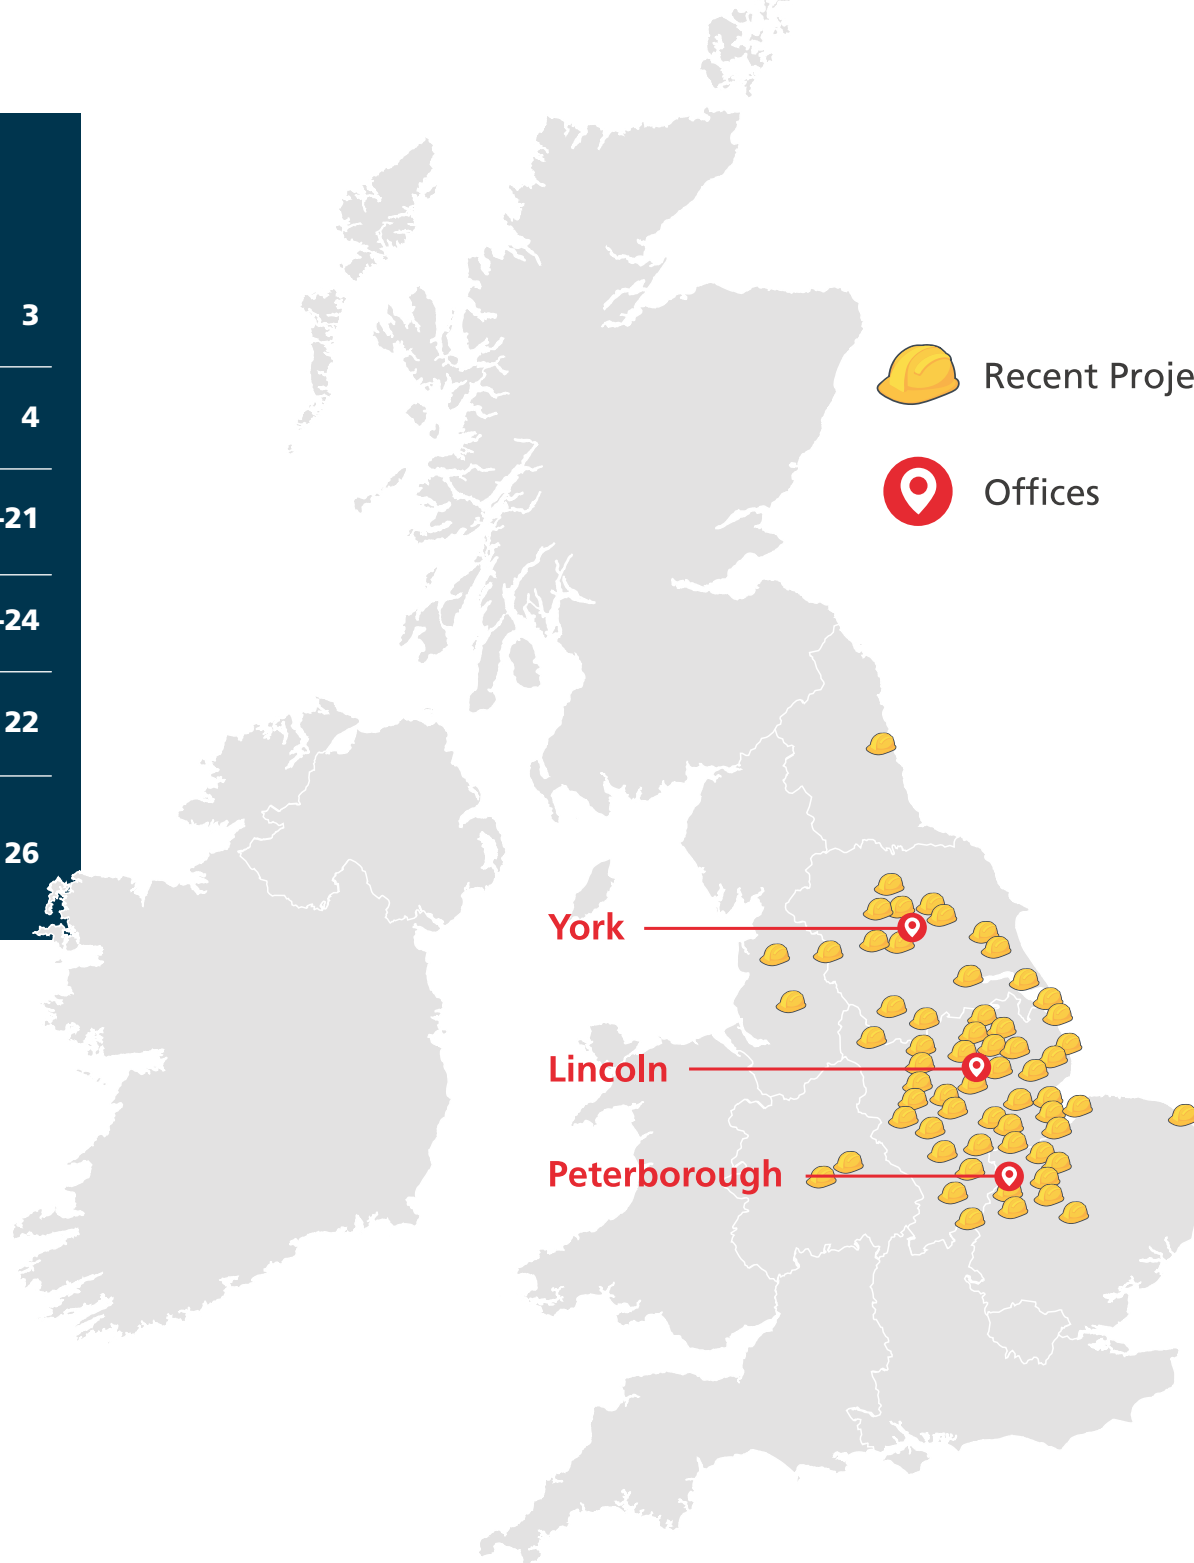 3
4
-21
-24
22
26
Recent Proje
Offices
York
Lincoln
Peterborough